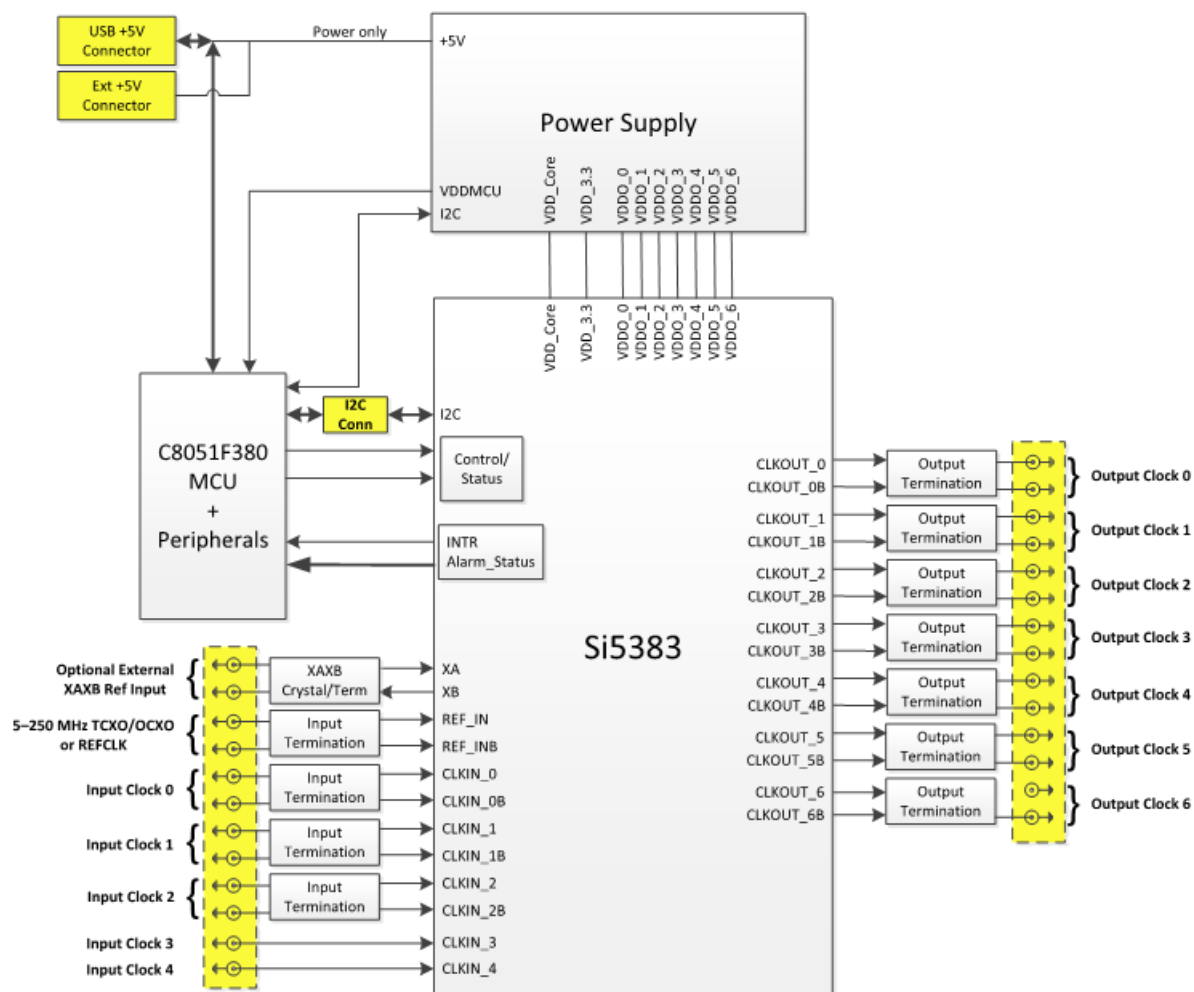 USB +5V
Connector
Ext +5V
Connector
Power only
+5V
Power Supply
VDDMCU
I2C
VDD_Core
VDD_3.3
VDDO_0
VDDO_1
VDDO_2
VDDO_3
VDDO_4
VDDO_5
VDDO_6
VDD_Core
VDD_3.3
VDDO_0
VDDO_1
VDDO_2
VDDO_3
VDDO_4
VDDO_5
VDDO_6
C8051F380
MCU
+
Peripherals
I2C
Conn
I2C
Control/
Status
INTR
Alarm_Status
Si5383
Optional External
XAXB Ref Input
XAXB
Crystal/Term
XA
XB
5–250 MHz TCXO/OCXO
or REFCLK
Input
Termination
REF_IN
REF_INB
Input Clock 0
Input
Termination
CLKIN_0
CLKIN_0B
Input Clock 1
Input
Termination
CLKIN_1
CLKIN_1B
Input Clock 2
Input
Termination
CLKIN_2
CLKIN_2B
Input Clock 3
CLKIN_3
Input Clock 4
CLKIN_4
CLKOUT_0
CLKOUT_0B
Output
Termination
Output Clock 0
CLKOUT_1
CLKOUT_1B
Output
Termination
Output Clock 1
CLKOUT_2
CLKOUT_2B
Output
Termination
Output Clock 2
CLKOUT_3
CLKOUT_3B
Output
Termination
Output Clock 3
CLKOUT_4
CLKOUT_4B
Output
Termination
Output Clock 4
CLKOUT_5
CLKOUT_5B
Output
Termination
Output Clock 5
CLKOUT_6
CLKOUT_6B
Output
Termination
Output Clock 6